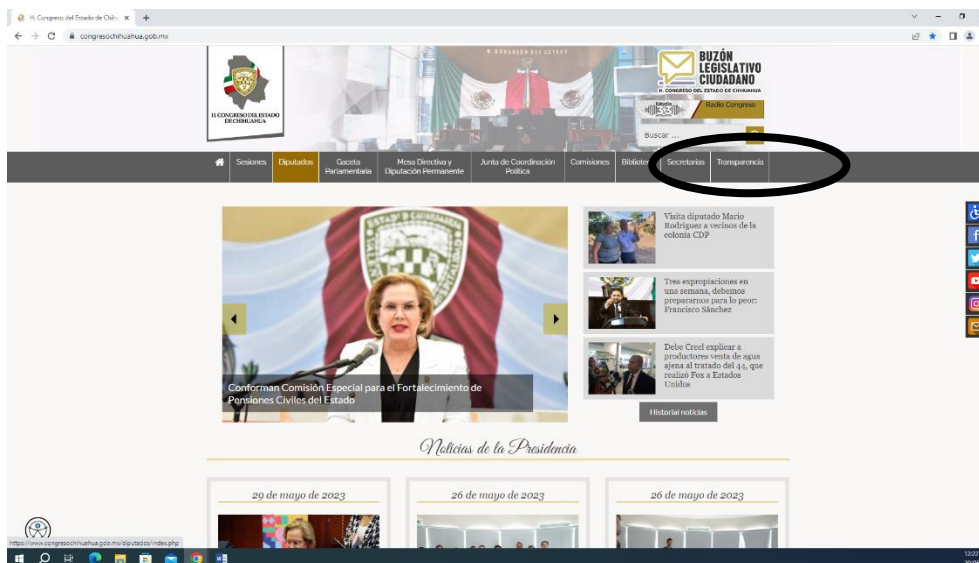 H. Congreso del Estado de Chihu
congresochihuahua.gob.mx
H. CONGRESO DEL ESTADO
DE CHIHUAHUA
H. CONGRESO DEL ESTADO
BUZÓN
LEGISLATIVO
CIUDADANO
H. CONGRESO DEL ESTADO DE CHIHUAHUA
Radio Congreso
Buscar ...
Sesiones
Diputados
Gaceta
Parlamentaria
Mesa Directiva y
Diputación Permanente
Junta de Coordinación
Política
Comisiones
Secretarías
Transparencia
Visita diputado Mario
Rodríguez a vecinos de la
colonia CDP
Tres expropiaciones en
una semana, debemos
prepararnos para lo peor:
Francisco Sánchez
Debe Creel explicar a
productores venta de agua
ajena al tratado del 44, que
realizó Fox a Estados
Unidos
Historial noticias
Conforman Comisión Especial para el Fortalecimiento de
Pensiones Civiles del Estado
Noticias de la Presidencia
29 de mayo de 2023
26 de mayo de 2023
26 de mayo de 2023
https://www.congresochihuahua.gob.mx/diputados/index.php
12:22